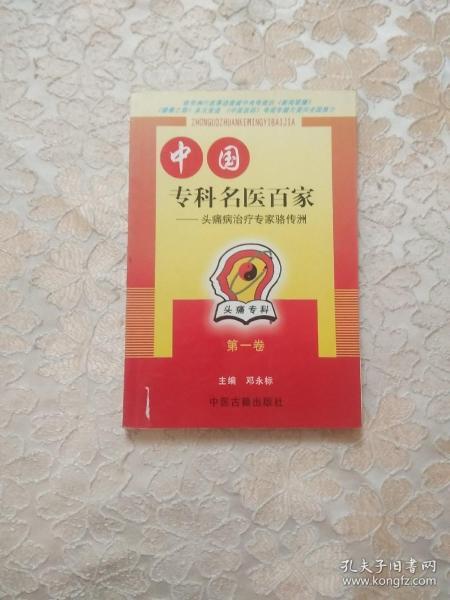 ZHONGGUOZHUANKEMINGYIBAIJIA
中国
专科名医百家
——头痛病治疗专家骆传洲
头痛专科
第一卷
主编 邓永标
中医古籍出版社
孔夫子旧书网
www.kongfz.com